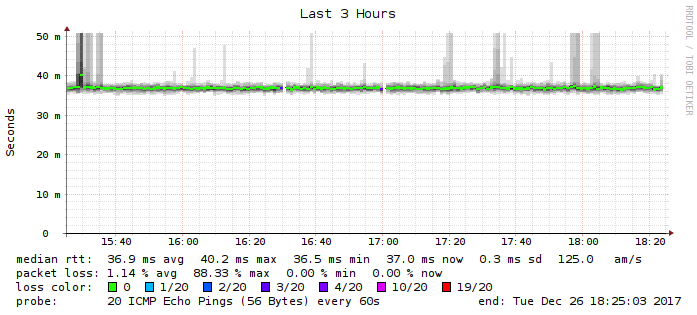 Last 3 Hours
RRDTOOL / TOBI OETIKER
Seconds
50 m
40 m
30 m
20 m
10 m
0
15:40 16:00 16:20 16:40 17:00 17:20 17:40 18:00 18:20
median rtt: 36.9 ms avg 40.2 ms max 36.5 ms min 37.0 ms now 0.3 ms sd 125.0 am/s
packet loss: 1.14 % avg 88.33 % max 0.00 % min 0.00 % now
loss color: 0 1/20 2/20 3/20 4/20 10/20 19/20
probe: 20 ICMP Echo Pings (56 Bytes) every 60s end: Tue Dec 26 18:25:03 2017